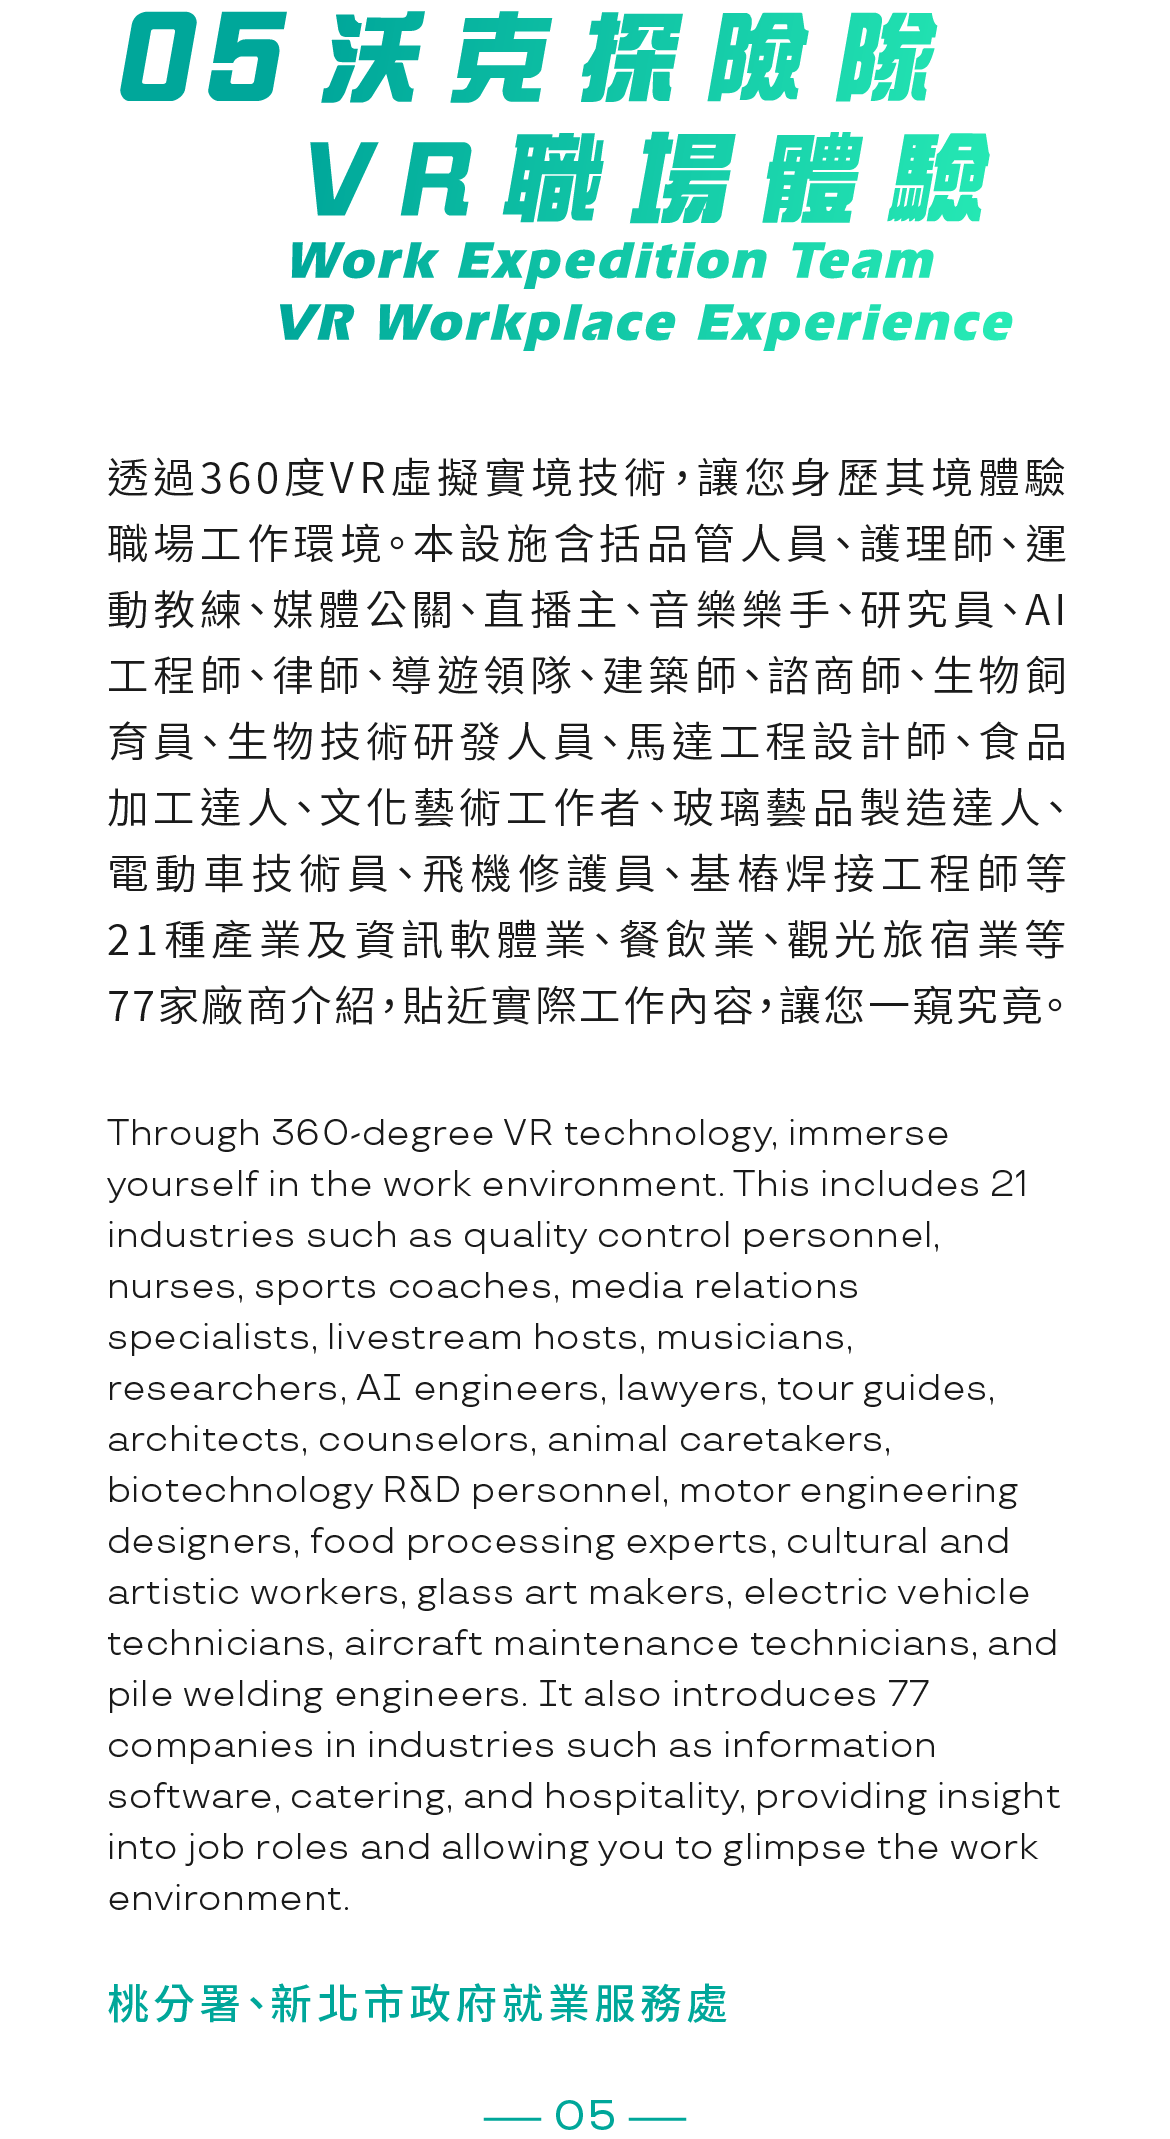 05 沃克探險隊
VR職場體驗
Work Expedition Team
VR Workplace Experience
透過360度VR虛擬實境技術，讓您身歷其境體驗
職場工作環境。本設施含括品管人員、護理師、運
動教練、媒體公關、直播主、音樂樂手、研究員、AI
工程師、律師、導遊領隊、建築師、諮商師、生物飼
育員、生物技術研發人員、馬達工程設計師、食品
加工達人、文化藝術工作者、玻璃藝品製造達人、
電動車技術員、飛機修護員、基樁焊接工程師等
21種產業及資訊軟體業、餐飲業、觀光旅宿業等
77家廠商介紹，貼近實際工作內容，讓您一窺究竟。
Through 360-degree VR technology, immerse
yourself in the work environment. This includes 21
industries such as quality control personnel,
nurses, sports coaches, media relations
specialists, livestream hosts, musicians,
researchers, AI engineers, lawyers, tour guides,
architects, counselors, animal caretakers,
biotechnology R&D personnel, motor engineering
designers, food processing experts, cultural and
artistic workers, glass art makers, electric vehicle
technicians, aircraft maintenance technicians, and
pile welding engineers. It also introduces 77
companies in industries such as information
software, catering, and hospitality, providing insight
into job roles and allowing you to glimpse the work
environment.
桃分署、新北市政府就業服務處
— 05 —